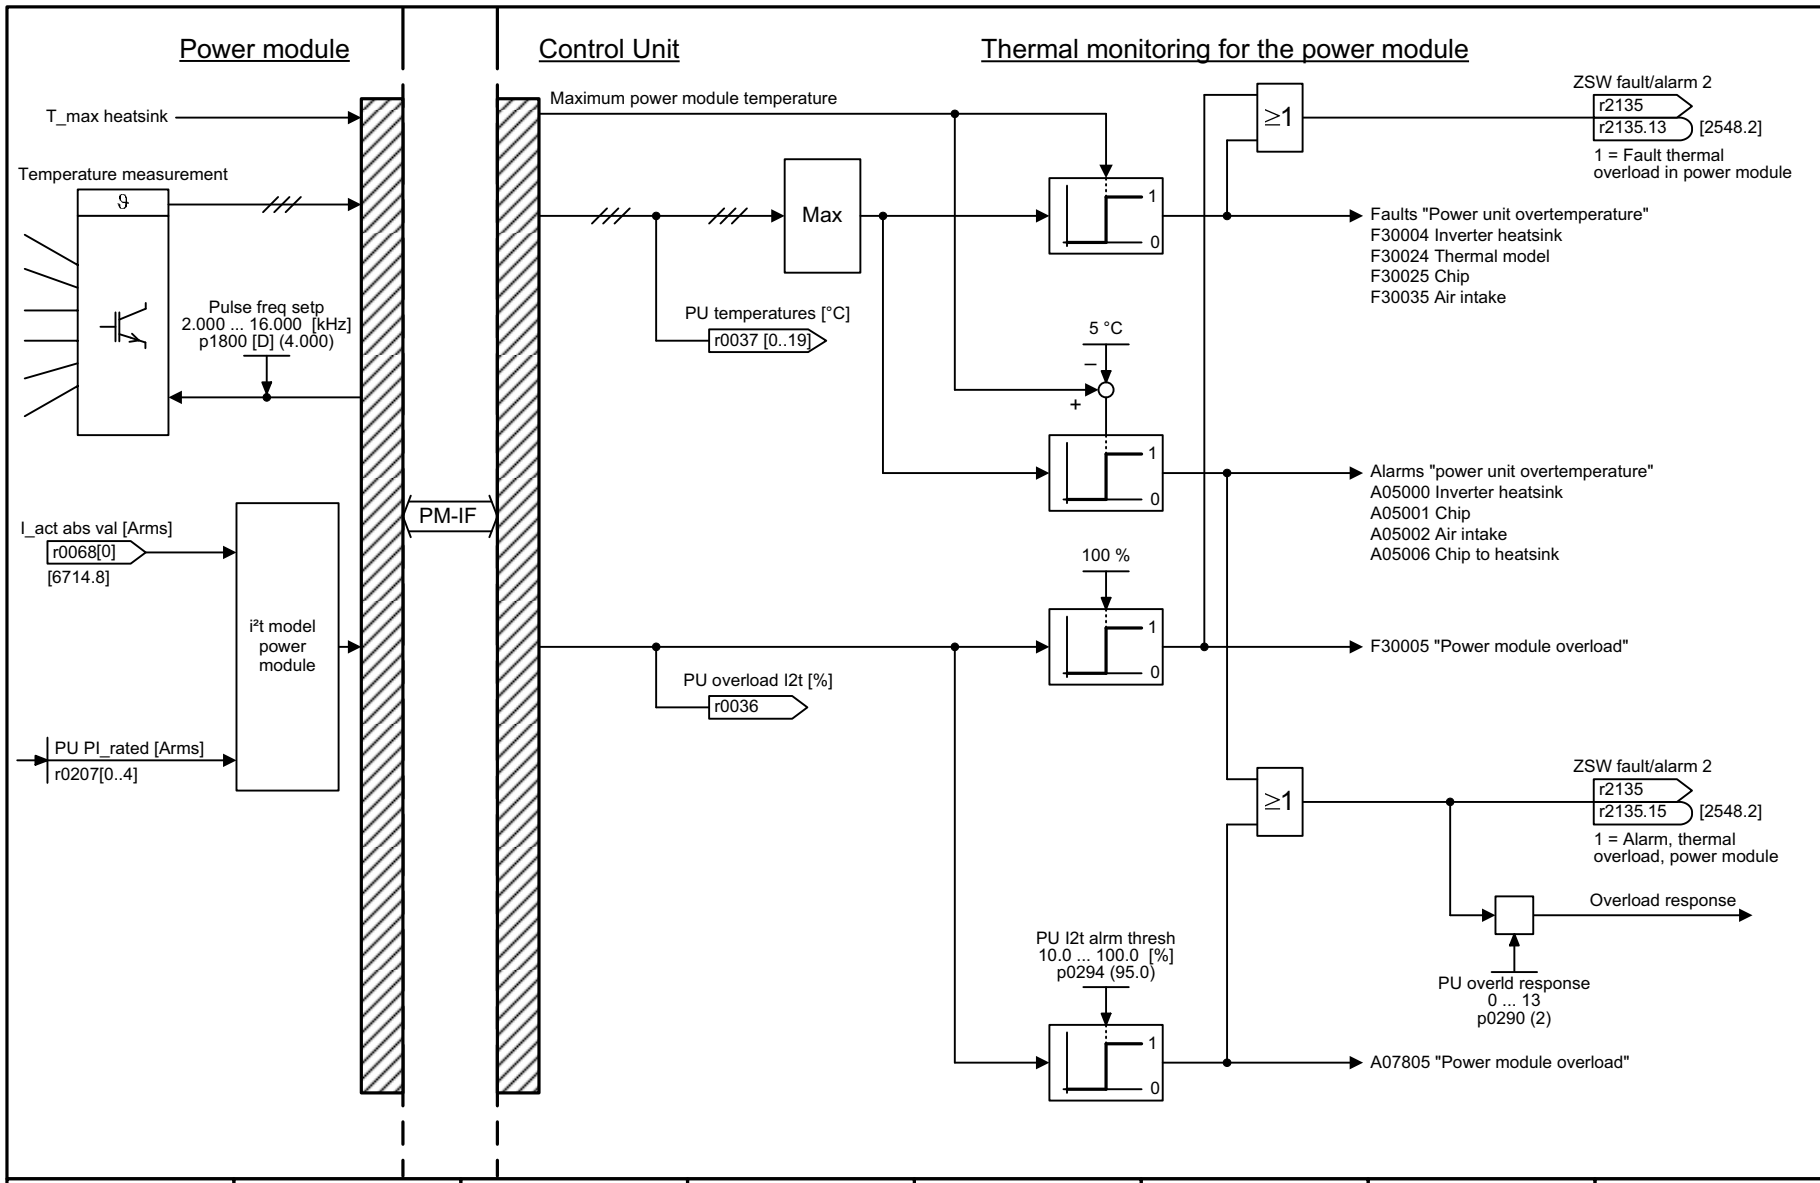 Power module
Control Unit
Thermal monitoring for the power module
T_max heatsink
Temperature measurement
ϑ
Pulse freq setp
2.000 ... 16.000 [kHz]
p1800 [D] (4.000)
I_act abs val [Arms]
r0068[0]
[6714.8]
i²t model
power
module
PU PI_rated [Arms]
r0207[0..4]
PM-IF
Maximum power module temperature
Max
PU temperatures [°C]
r0037 [0..19]
PU overload I2t [%]
r0036
1
0
5 °C
–
+
1
0
100 %
1
0
PU I2t alrm thresh
10.0 ... 100.0 [%]
p0294 (95.0)
1
0
≥1
ZSW fault/alarm 2
r2135
r2135.13
[2548.2]
1 = Fault thermal
overload in power module
Faults "Power unit overtemperature"
F30004 Inverter heatsink
F30024 Thermal model
F30025 Chip
F30035 Air intake
Alarms "power unit overtemperature"
A05000 Inverter heatsink
A05001 Chip
A05002 Air intake
A05006 Chip to heatsink
F30005 "Power module overload"
≥1
ZSW fault/alarm 2
r2135
r2135.15
[2548.2]
1 = Alarm, thermal
overload, power module
Overload response
PU overld response
0 ... 13
p0290 (2)
A07805 "Power module overload"